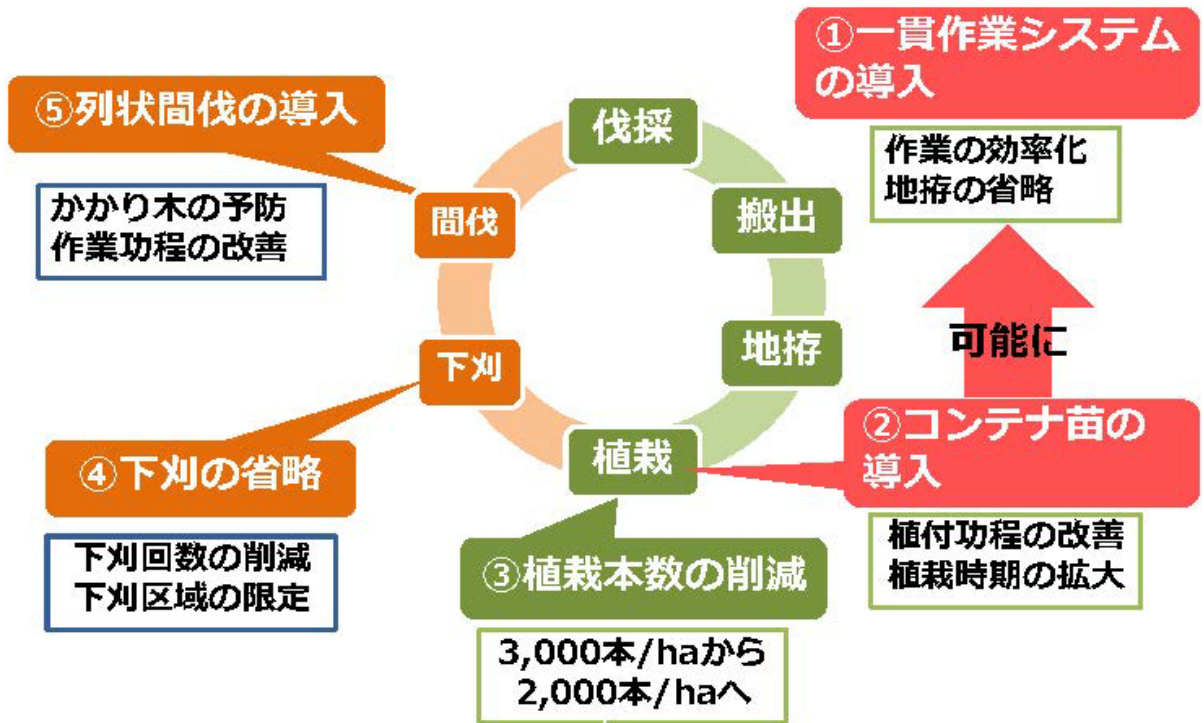 ①一貫作業システム
の導入
作業の効率化
地拵の省略
可能に
②コンテナ苗の
導入
植付功程の改善
植栽時期の拡大
③植栽本数の削減
3,000本/haから
2,000本/haへ
④下刈の省略
下刈回数の削減
下刈区域の限定
⑤列状間伐の導入
かかり木の予防
作業功程の改善
伐採
搬出
地拵
植栽
下刈
間伐